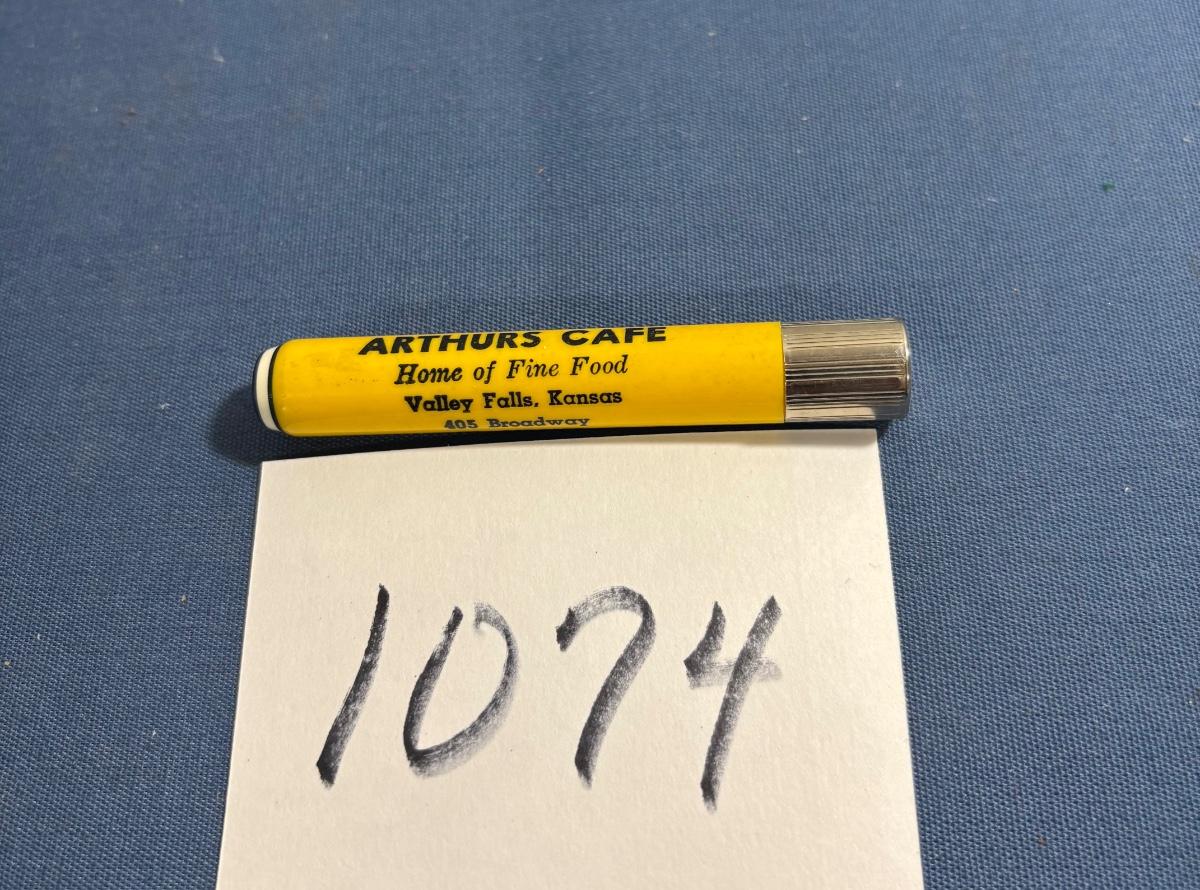 ARTHURS CAFE
Home of Fine Food
Valley Falls, Kansas
405 Broadway
1074